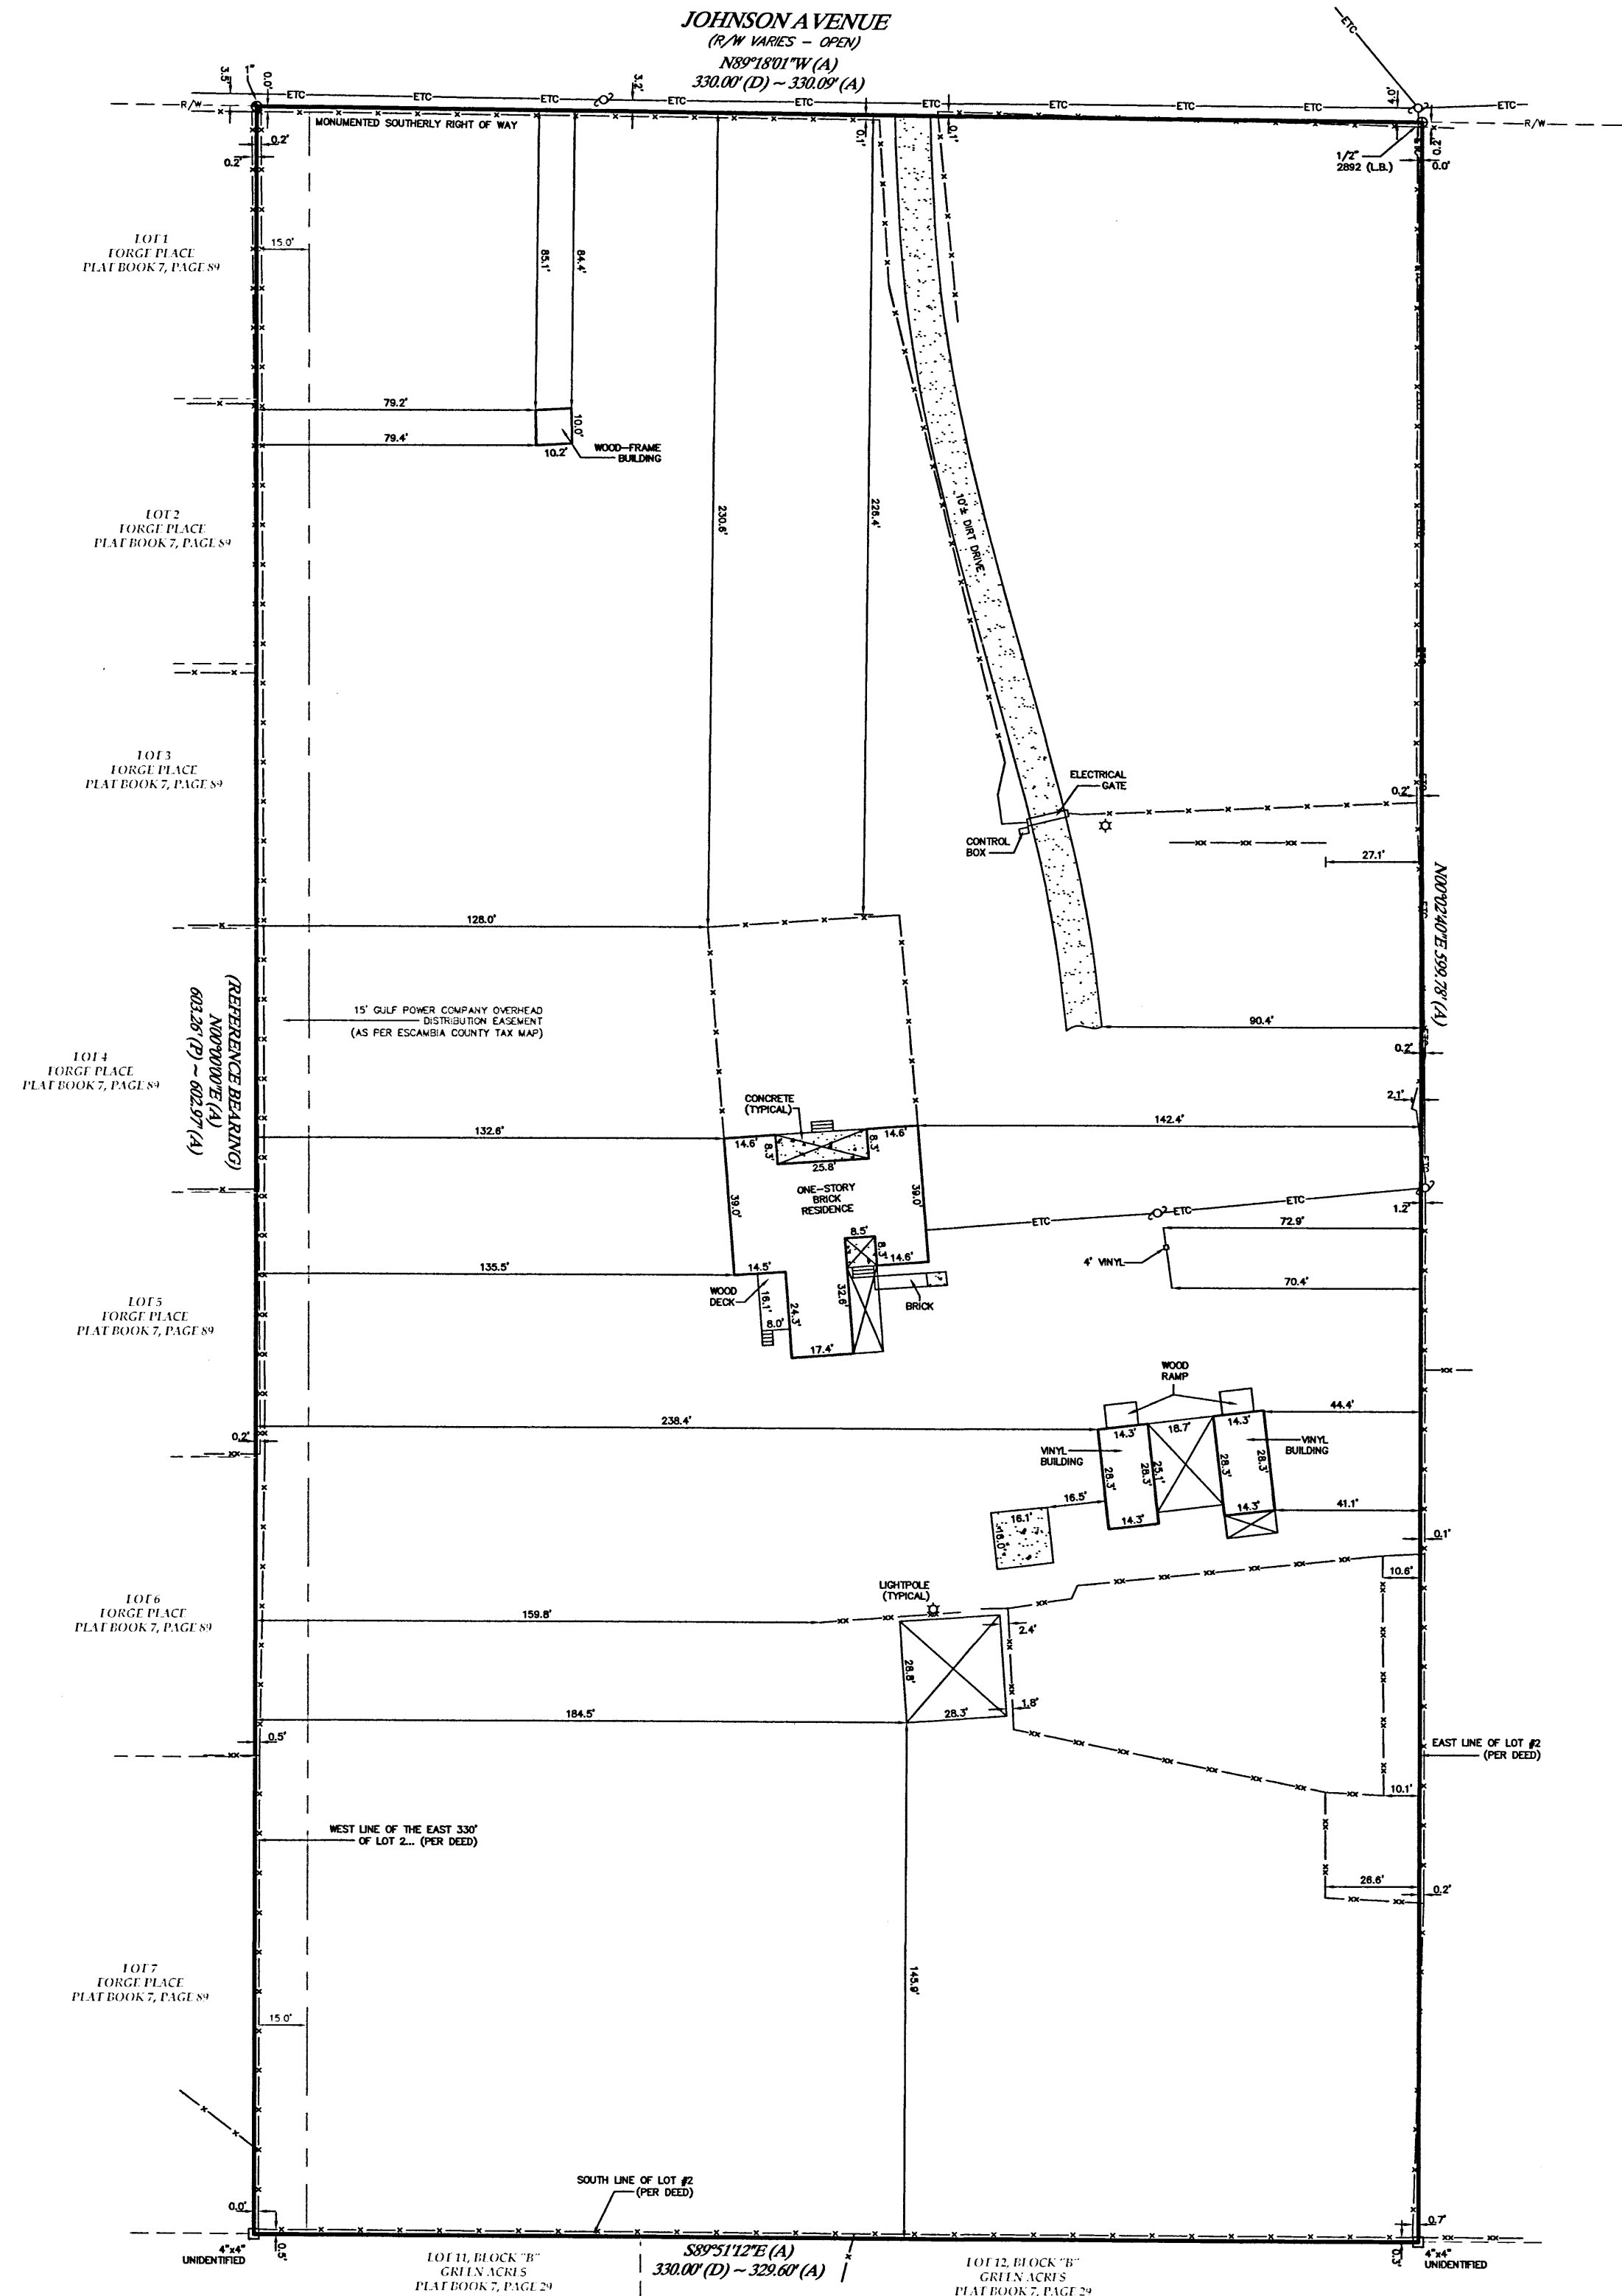 JOHNSON AVENUE
(R/W VARIES – OPEN)
N89°18'01"W (A)
330.00' (D) ~ 330.09' (A)
ETC
ETC
ETC
ETC
ETC
ETC
ETC
ETC
ETC
ETC
3.5'
1"
0.0'
3.2'
4.0'
R/W
R/W
MONUMENTED SOUTHERLY RIGHT OF WAY
0.1'
0.1'
0.2'
0.2'
0.2'
0.0'
1/2"
2892 (L.B.)
LOT 1
FORGE PLACE
PLAT BOOK 7, PAGE 89
15.0'
85.1'
84.4'
79.2'
79.4'
10.0'
10.2'
WOOD-FRAME
BUILDING
LOT 2
FORGE PLACE
PLAT BOOK 7, PAGE 89
230.6'
226.4'
10'± DIRT DRIVE
LOT 3
FORGE PLACE
PLAT BOOK 7, PAGE 89
ELECTRICAL
GATE
CONTROL
BOX
0.2'
27.1'
N00°02'40"E 599.78' (A)
128.0'
(REFERENCE BEARING)
N00°00'00"E (A)
603.26' (P) ~ 602.97' (A)
15' GULF POWER COMPANY OVERHEAD
DISTRIBUTION EASEMENT
(AS PER ESCAMBIA COUNTY TAX MAP)
90.4'
0.2'
2.1'
LOT 4
FORGE PLACE
PLAT BOOK 7, PAGE 89
CONCRETE
(TYPICAL)
132.6'
14.6'
8.3'
25.8'
8.3'
14.6'
142.4'
39.0'
ONE-STORY
BRICK
RESIDENCE
39.0'
ETC
ETC
ETC
ETC
1.2'
72.9'
4' VINYL
70.4'
8.5'
8.3'
14.6'
135.5'
14.5'
WOOD
DECK
16.1'
8.0'
24.3'
32.6'
17.4'
BRICK
LOT 5
FORGE PLACE
PLAT BOOK 7, PAGE 89
WOOD
RAMP
238.4'
0.2'
44.4'
14.3'
18.7'
14.3'
VINYL
BUILDING
VINYL
BUILDING
28.3'
28.3'
25.1'
28.3'
28.3'
14.3'
14.3'
41.1'
16.5'
16.1'
16.0'
0.1'
10.6'
LOT 6
FORGE PLACE
PLAT BOOK 7, PAGE 89
LIGHTPOLE
(TYPICAL)
159.8'
2.4'
28.8'
28.3'
1.8'
184.5'
0.5'
EAST LINE OF LOT #2
(PER DEED)
10.1'
WEST LINE OF THE EAST 330'
OF LOT 2... (PER DEED)
26.6'
0.2'
LOT 7
FORGE PLACE
PLAT BOOK 7, PAGE 89
15.0'
145.9'
SOUTH LINE OF LOT #2
(PER DEED)
0.0'
0.5'
0.7'
0.3'
4"x4"
UNIDENTIFIED
4"x4"
UNIDENTIFIED
S89°51'12"E (A)
330.00' (D) ~ 329.60' (A)
LOT 11, BLOCK "B"
GREEN ACRES
PLAT BOOK 7, PAGE 29
LOT 12, BLOCK "B"
GREEN ACRES
PLAT BOOK 7, PAGE 29